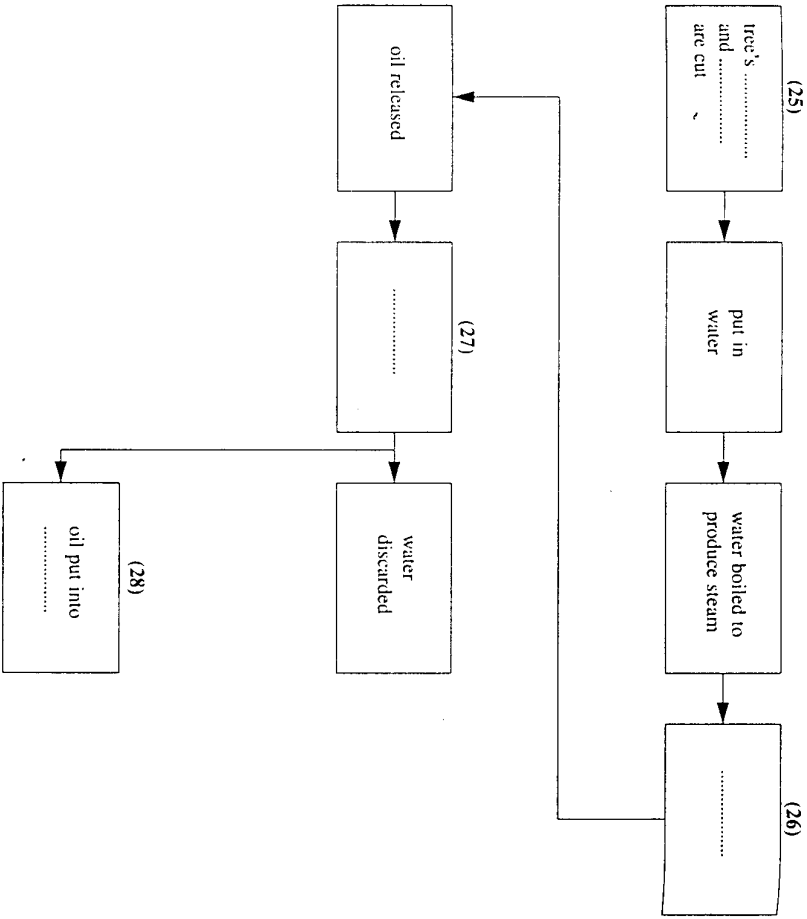 (25)
tree's ......................
and ......................
are cut
put in
water
water boiled to
produce steam
(26)
......................
oil released
(27)
......................
water
discarded
(28)
oil put into
......................